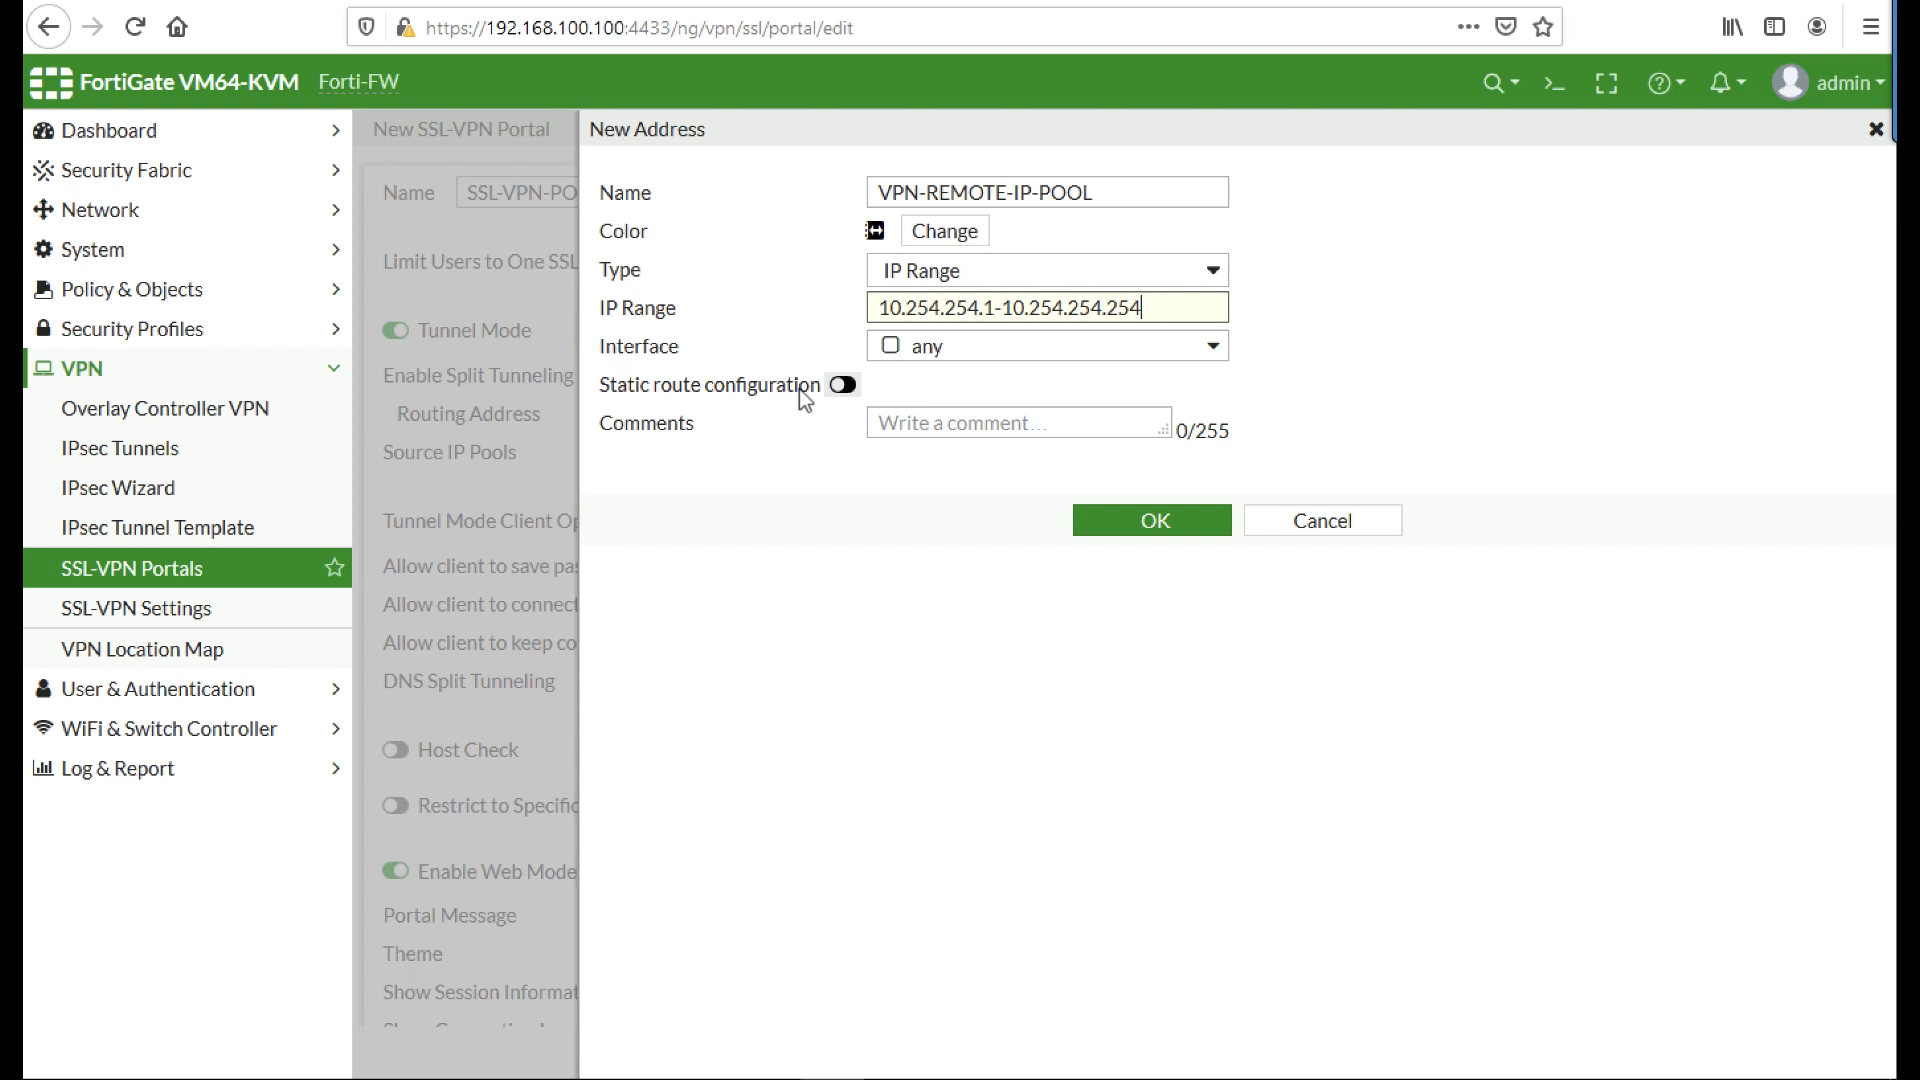 https://192.168.100.100:4433/ng/vpn/ssl/portal/edit
FortiGate VM64-KVM Forti-FW
admin
Dashboard
Security Fabric
Network
System
Policy & Objects
Security Profiles
VPN
Overlay Controller VPN
IPsec Tunnels
IPsec Wizard
IPsec Tunnel Template
SSL-VPN Portals
SSL-VPN Settings
VPN Location Map
User & Authentication
WiFi & Switch Controller
Log & Report
New SSL-VPN Portal
Name SSL-VPN-PO
Limit Users to One SSL
Tunnel Mode
Enable Split Tunneling
Routing Address
Source IP Pools
Tunnel Mode Client Op
Allow client to save pas
Allow client to connect
Allow client to keep co
DNS Split Tunneling
Host Check
Restrict to Specific
Enable Web Mode
Portal Message
Theme
Show Session Informat
New Address
Name VPN-REMOTE-IP-POOL
Color Change
Type IP Range
IP Range 10.254.254.1-10.254.254.254
Interface any
Static route configuration
Comments Write a comment... 0/255
OK Cancel